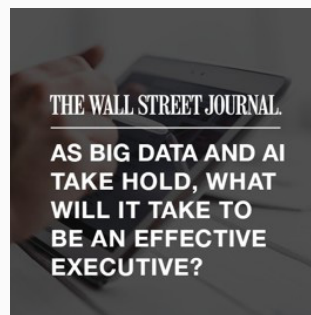 THE WALL STREET JOURNAL.
AS BIG DATA AND AI
TAKE HOLD, WHAT
WILL IT TAKE TO
BE AN EFFECTIVE
EXECUTIVE?